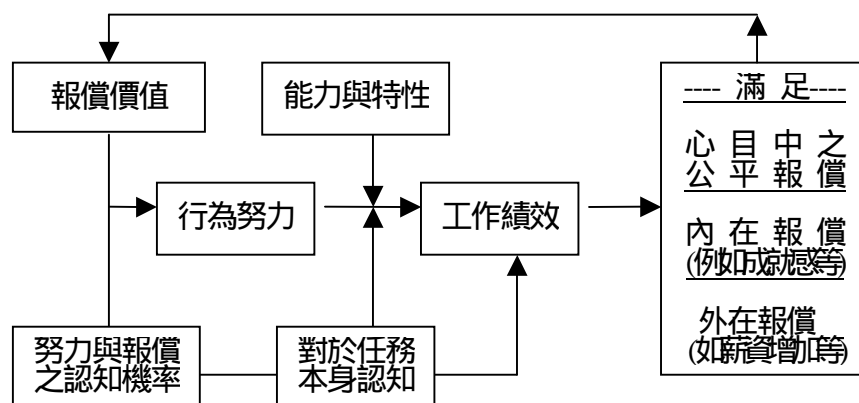 報償價值
能力與特性
---- 滿 足----
心 目 中 之
公 平 報 償
內 在 報 償
(例如成就感等)
外在報償
(如薪資增加等)
行為努力
工作績效
努力與報償
之認知機率
對於任務
本身認知